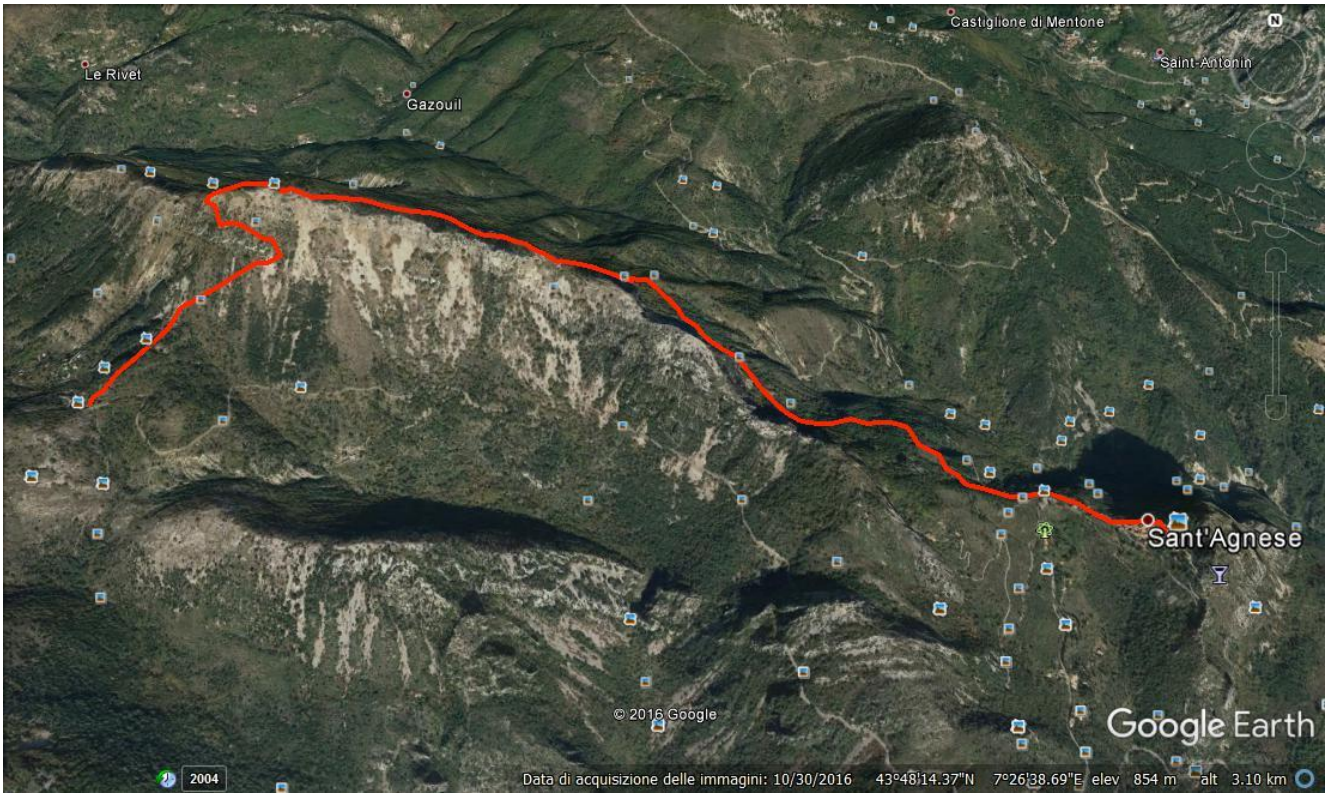 Castiglione di Mentone
N
Le Rivet
Saint-Antonin
Gazouil
Sant'Agnese
© 2016 Google
Google Earth
2004
Data di acquisizione delle immagini: 10/30/2016 43°48'14.37"N 7°26'38.69"E elev 854 m alt 3.10 km